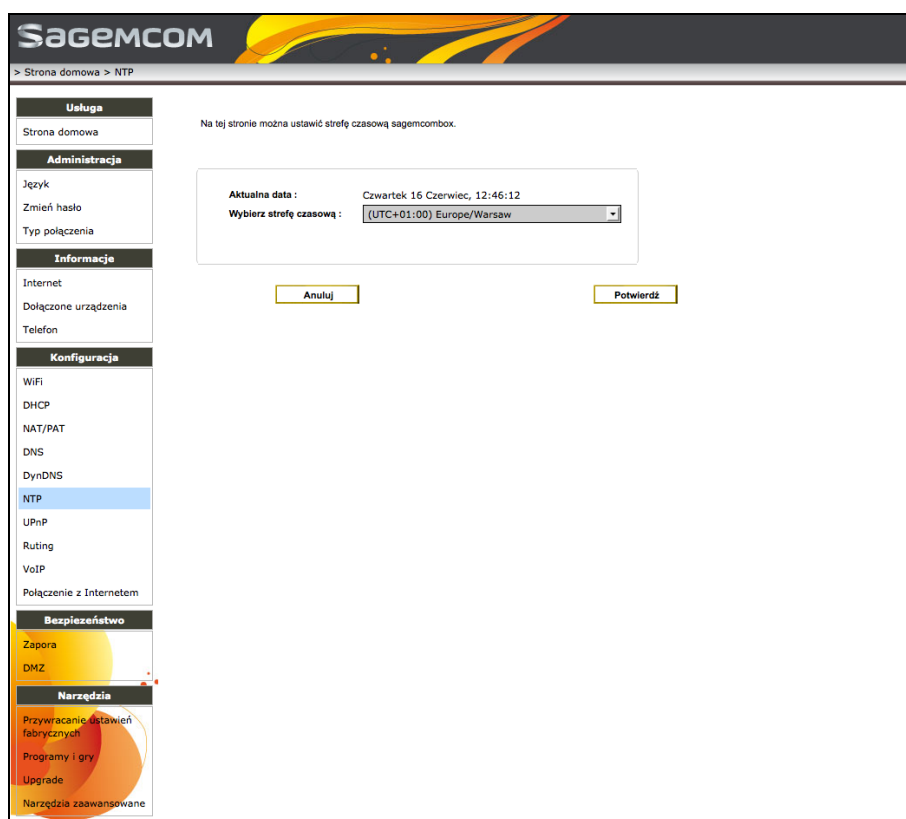 Sagemcom
> Strona domowa > NTP
Usługa
Strona domowa
Administracja
Język
Zmień hasło
Typ połączenia
Informacje
Internet
Dołączone urządzenia
Telefon
Konfiguracja
WiFi
DHCP
NAT/PAT
DNS
DynDNS
NTP
UPnP
Ruting
VoIP
Połączenie z Internetem
Bezpiezeństwo
Zapora
DMZ
Narzędzia
Przywracanie ustawień
fabrycznych
Programy i gry
Upgrade
Narzędzia zaawansowane
Na tej stronie można ustawić strefę czasową sagemcombox.
Aktualna data : Czwartek 16 Czerwiec, 12:46:12
Wybierz strefę czasową : (UTC+01:00) Europe/Warsaw
Anuluj Potwierdż